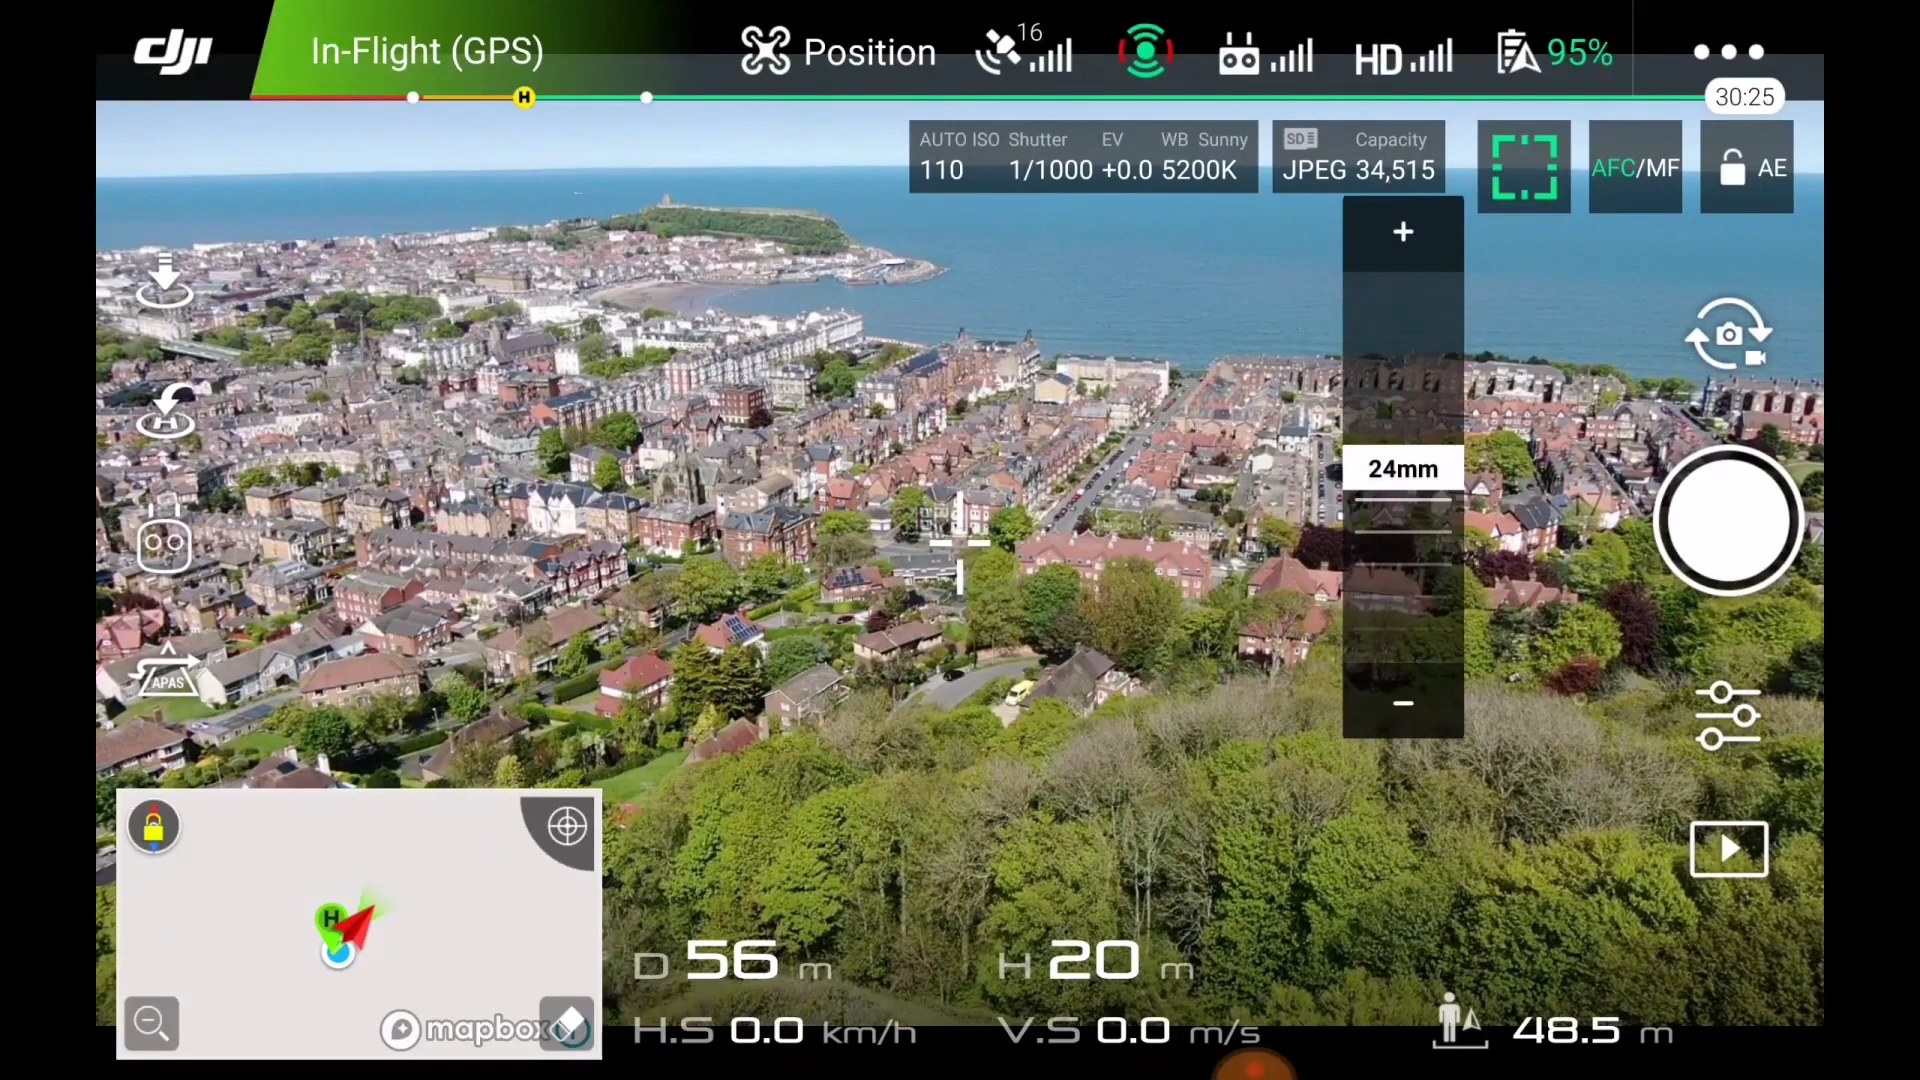 dji
In-Flight (GPS)
Position
16
HD
95%
H
30:25
AUTO ISO Shutter EV WB Sunny
110 1/1000 +0.0 5200K
SD Capacity
JPEG 34,515
AFC/MF
AE
+
24mm
−
H
APAS
H
mapbox
D 56 m
H 20 m
H.S 0.0 km/h
V.S 0.0 m/s
48.5 m